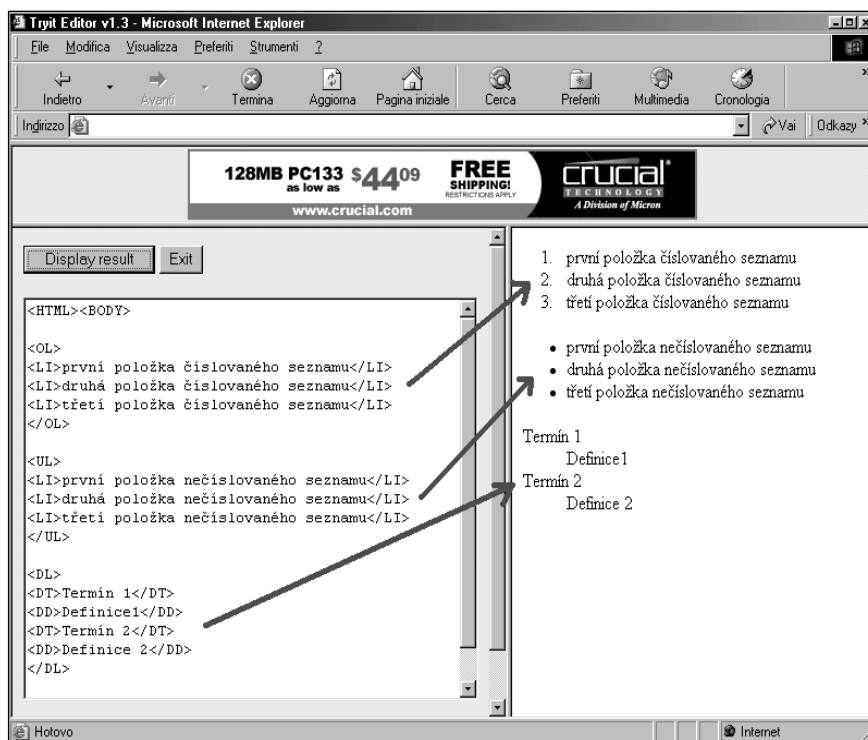 Tryit Editor v1.3 - Microsoft Internet Explorer
File Modifica Visualizza Preferiti Strumenti ?
Indietro Avanti Termina Aggiorna Pagina iniziale Cerca Preferiti Multimedia Cronologia »
Indirizzo Vai Odkazy »
128MB PC133 $44.09 FREE
as low as SHIPPING!
RESTRICTIONS APPLY
www.crucial.com
crucial
TECHNOLOGY
A Division of Micron
Display result Exit
<HTML><BODY>
<OL>
<LI>první položka číslovaného seznamu</LI>
<LI>druhá položka číslovaného seznamu</LI>
<LI>třetí položka číslovaného seznamu</LI>
</OL>
<UL>
<LI>první položka nečíslovaného seznamu</LI>
<LI>druhá položka nečíslovaného seznamu</LI>
<LI>třetí položka nečíslovaného seznamu</LI>
</UL>
<DL>
<DT>Termín 1</DT>
<DD>Definice1</DD>
<DT>Termín 2</DT>
<DD>Definice 2</DD>
</DL>
1. první položka číslovaného seznamu
2. druhá položka číslovaného seznamu
3. třetí položka číslovaného seznamu
• první položka nečíslovaného seznamu
• druhá položka nečíslovaného seznamu
• třetí položka nečíslovaného seznamu
Termín 1
Definice1
Termín 2
Definice 2
Hotovo Internet